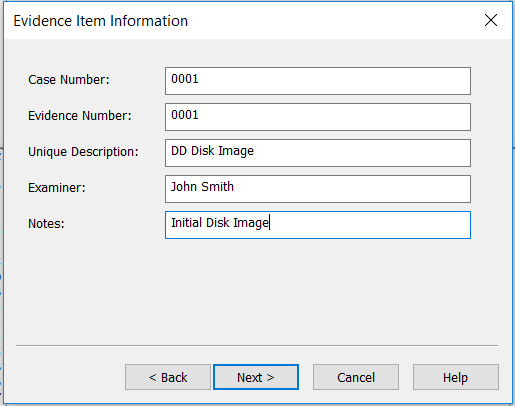 Evidence Item Information
Case Number: 0001
Evidence Number: 0001
Unique Description: DD Disk Image
Examiner: John Smith
Notes: Initial Disk Image
< Back Next > Cancel Help